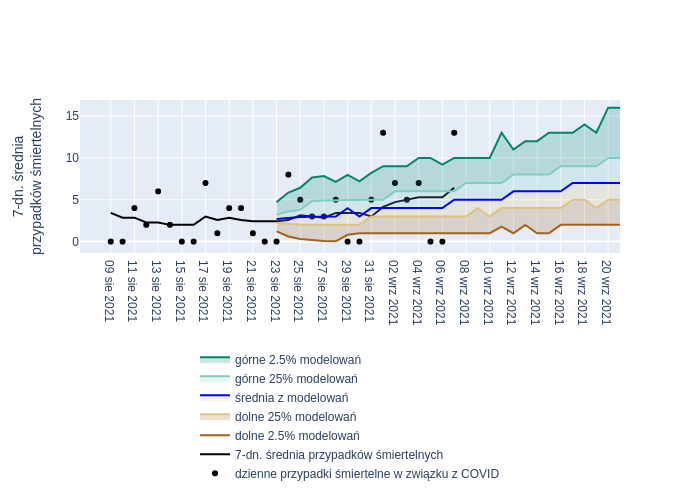 7-dn. średnia
przypadków śmiertelnych
15
10
5
0
09 sie 2021
11 sie 2021
13 sie 2021
15 sie 2021
17 sie 2021
19 sie 2021
21 sie 2021
23 sie 2021
25 sie 2021
27 sie 2021
29 sie 2021
31 sie 2021
02 wrz 2021
04 wrz 2021
06 wrz 2021
08 wrz 2021
10 wrz 2021
12 wrz 2021
14 wrz 2021
16 wrz 2021
18 wrz 2021
20 wrz 2021
górne 2.5% modelowań
górne 25% modelowań
średnia z modelowań
dolne 25% modelowań
dolne 2.5% modelowań
7-dn. średnia przypadków śmiertelnych
dzienne przypadki śmiertelne w związku z COVID